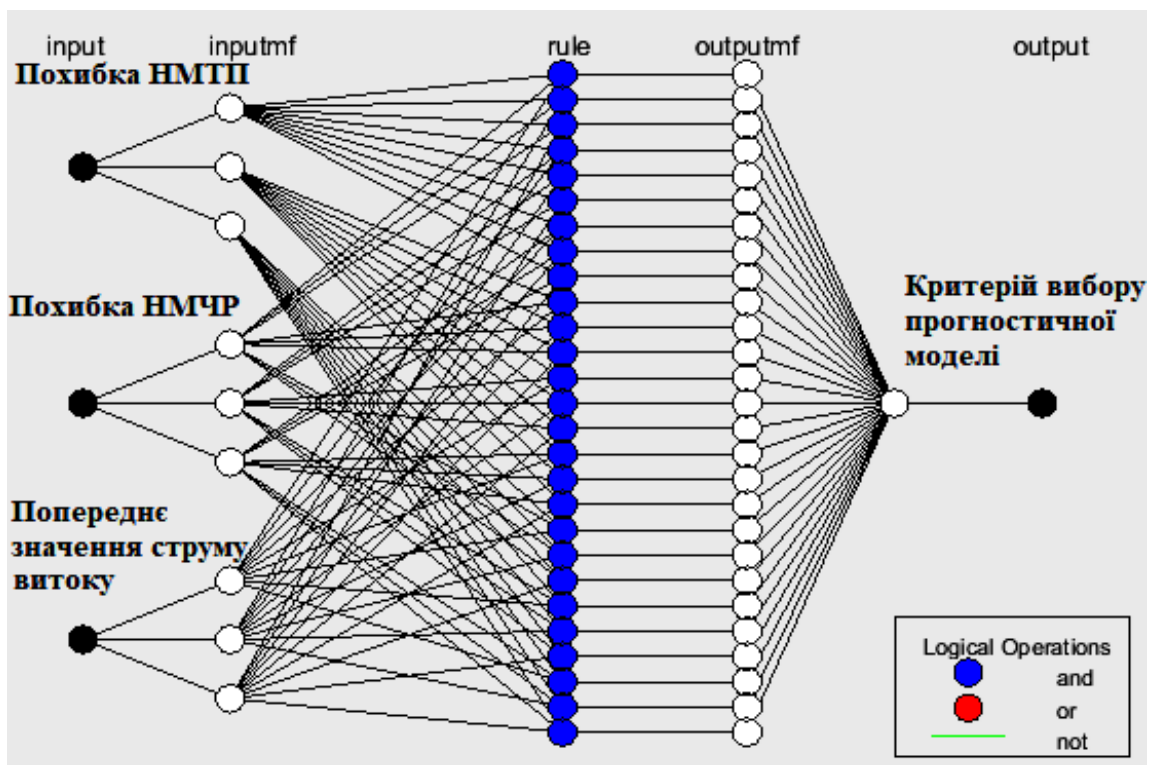 input
inputmf
rule
outputmf
output
Похибка НМТП
Похибка НМЧР
Попереднє
значення струму
витоку
Критерій вибору
прогностичної
моделі
Logical Operations
and
or
not